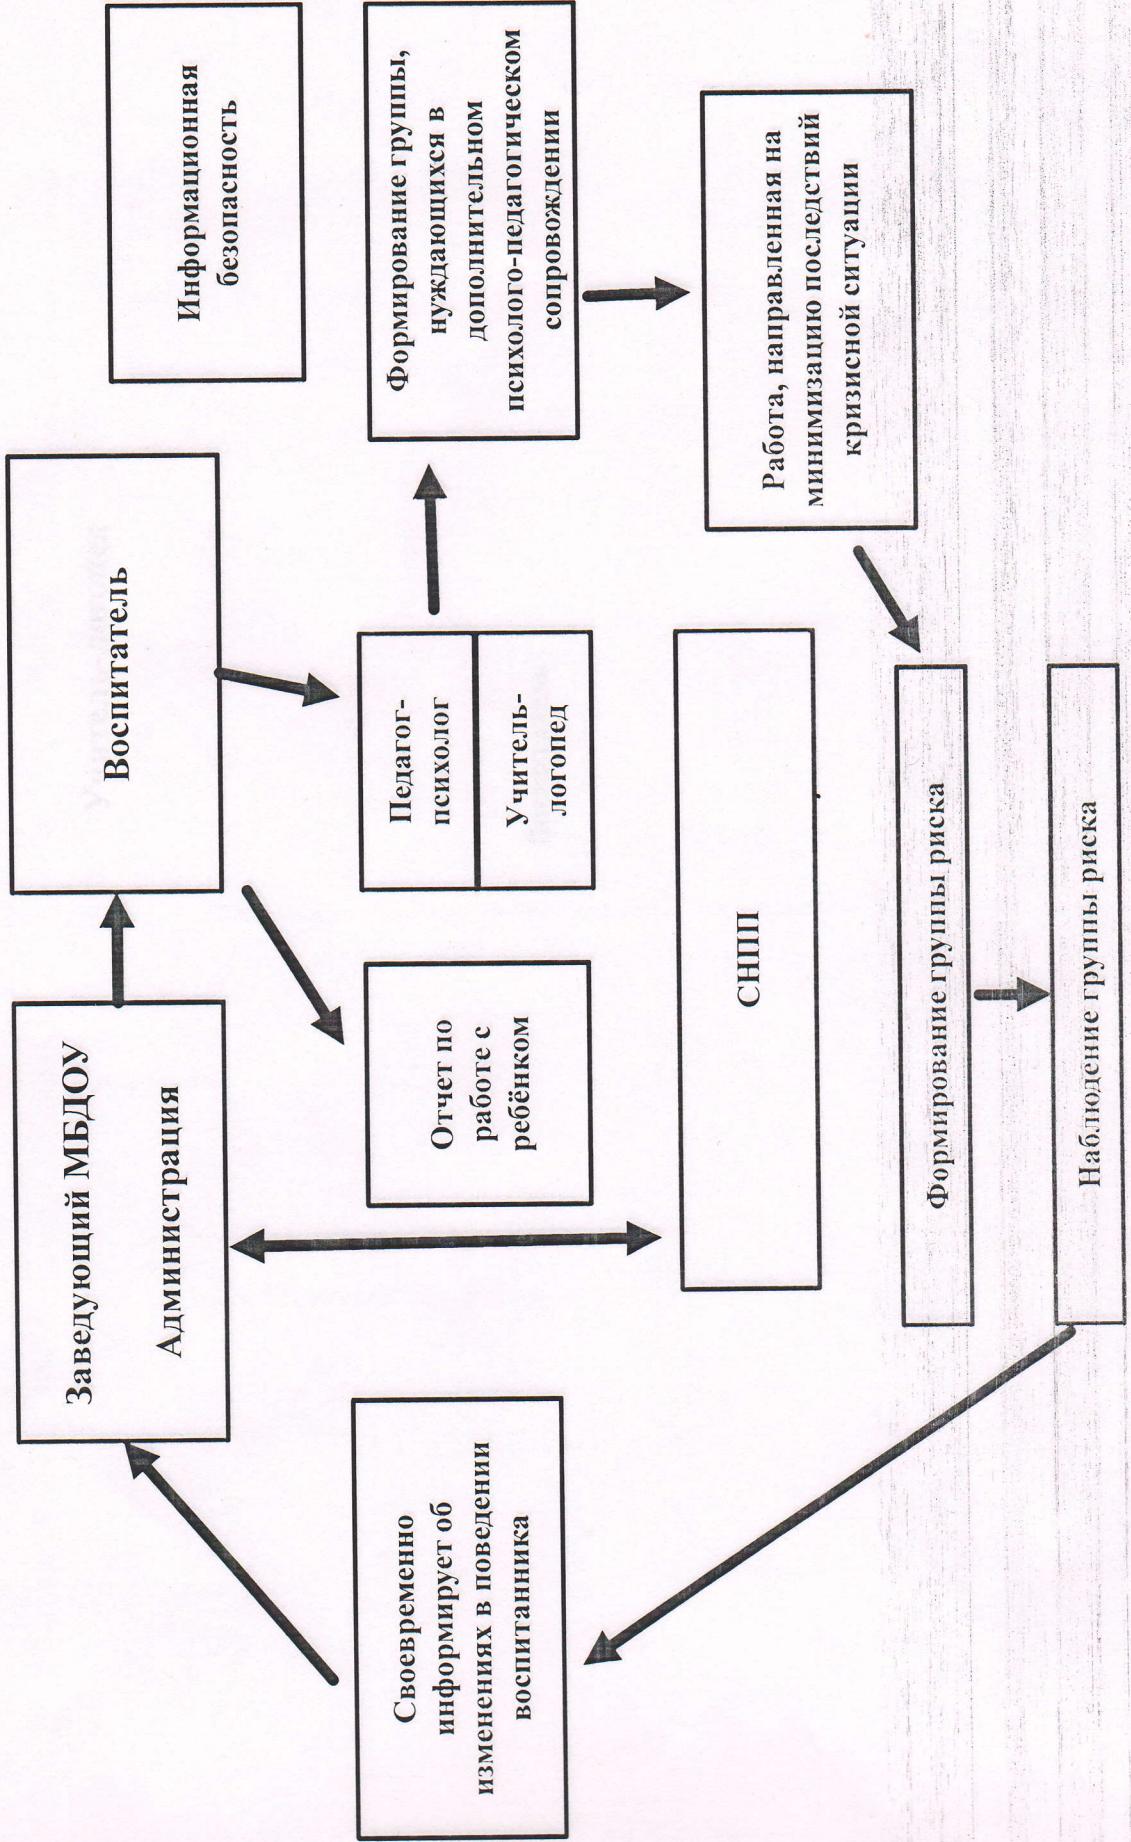 Заведующий МБДОУ
Администрация
Воспитатель
Информационная
безопасность
Своевременно
информирует об
изменениях в поведении
воспитанника
Отчет по
работе с
ребёнком
Педагог-
психолог
Учитель-
логопед
Формирование группы,
нуждающихся в
дополнительном
психолого-педагогическом
сопровождении
СНПП
Работа, направленная на
минимизацию последствий
кризисной ситуации
Формирование группы риска
Наблюдение группы риска